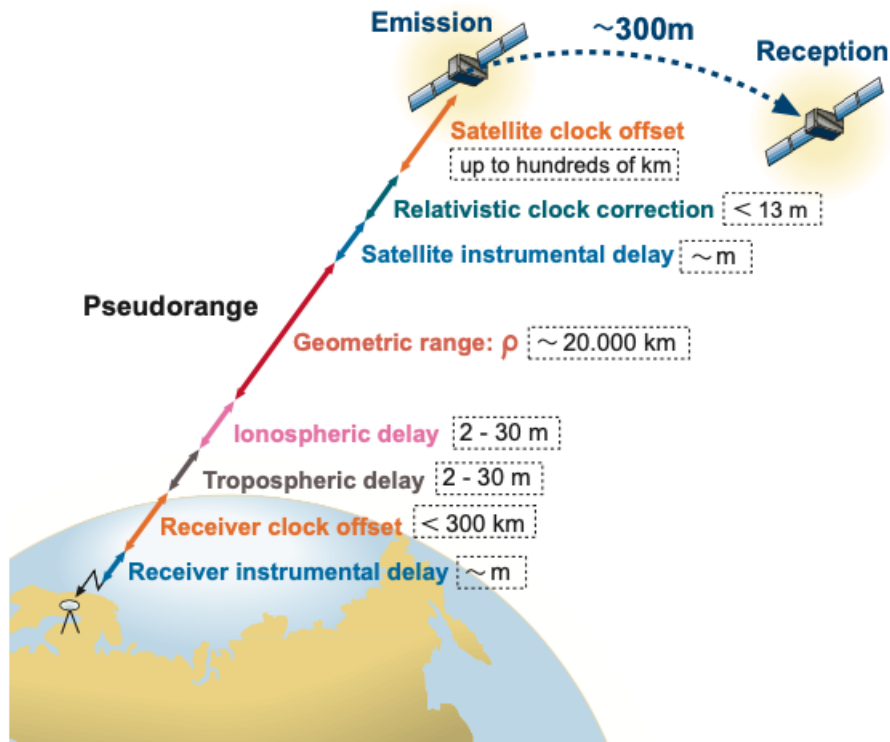 Emission
~300m
Reception
Satellite clock offset
up to hundreds of km
Relativistic clock correction < 13 m
Satellite instrumental delay ~ m
Pseudorange
Geometric range: ρ ~ 20.000 km
Ionospheric delay 2 - 30 m
Tropospheric delay 2 - 30 m
Receiver clock offset < 300 km
Receiver instrumental delay ~ m